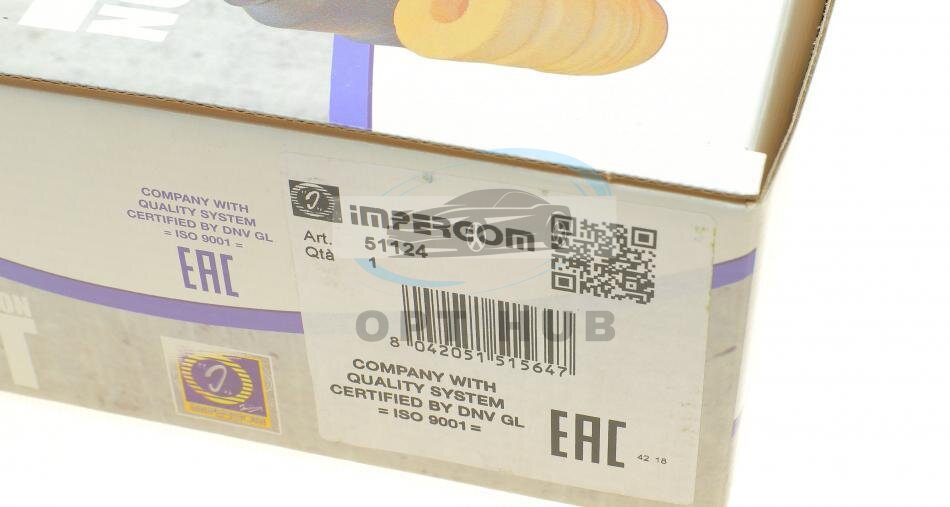 COMPANY WITH
QUALITY SYSTEM
CERTIFIED BY DNV GL
= ISO 9001 =
EAC
iMPERGOM
Art. 51124
Qtà 1
8 042051 515647
COMPANY WITH
QUALITY SYSTEM
CERTIFIED BY DNV GL
= ISO 9001 =
EAC
42 18
OPT HUB